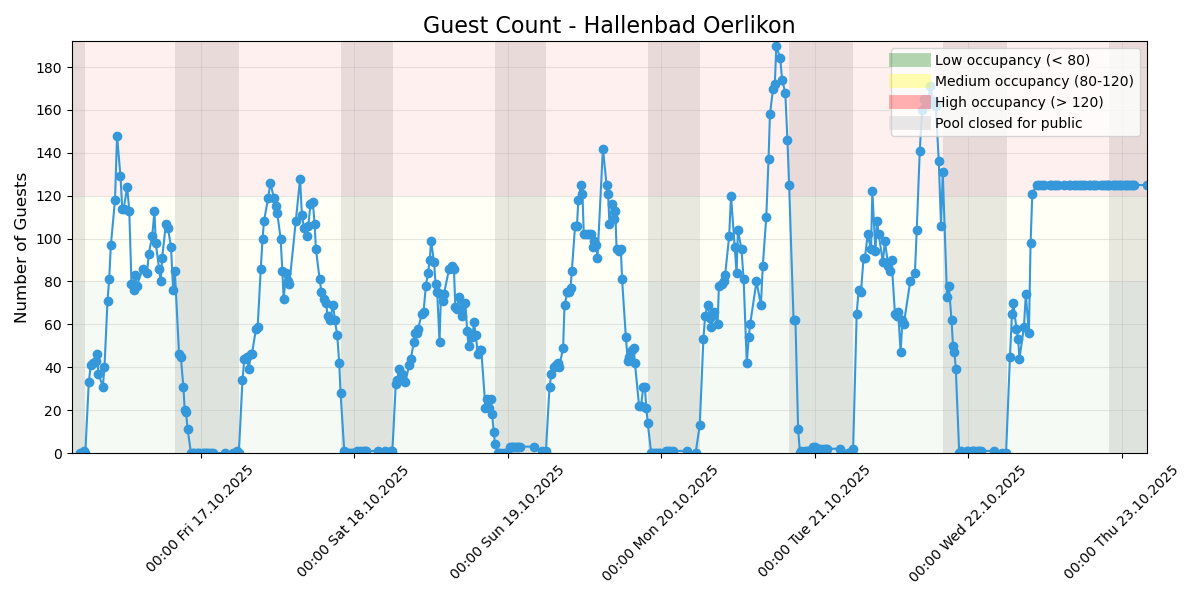 Guest Count - Hallenbad Oerlikon
Number of Guests
180
160
140
120
100
80
60
40
20
0
Low occupancy (< 80)
Medium occupancy (80-120)
High occupancy (> 120)
Pool closed for public
00:00 Fri 17.10.2025
00:00 Sat 18.10.2025
00:00 Sun 19.10.2025
00:00 Mon 20.10.2025
00:00 Tue 21.10.2025
00:00 Wed 22.10.2025
00:00 Thu 23.10.2025